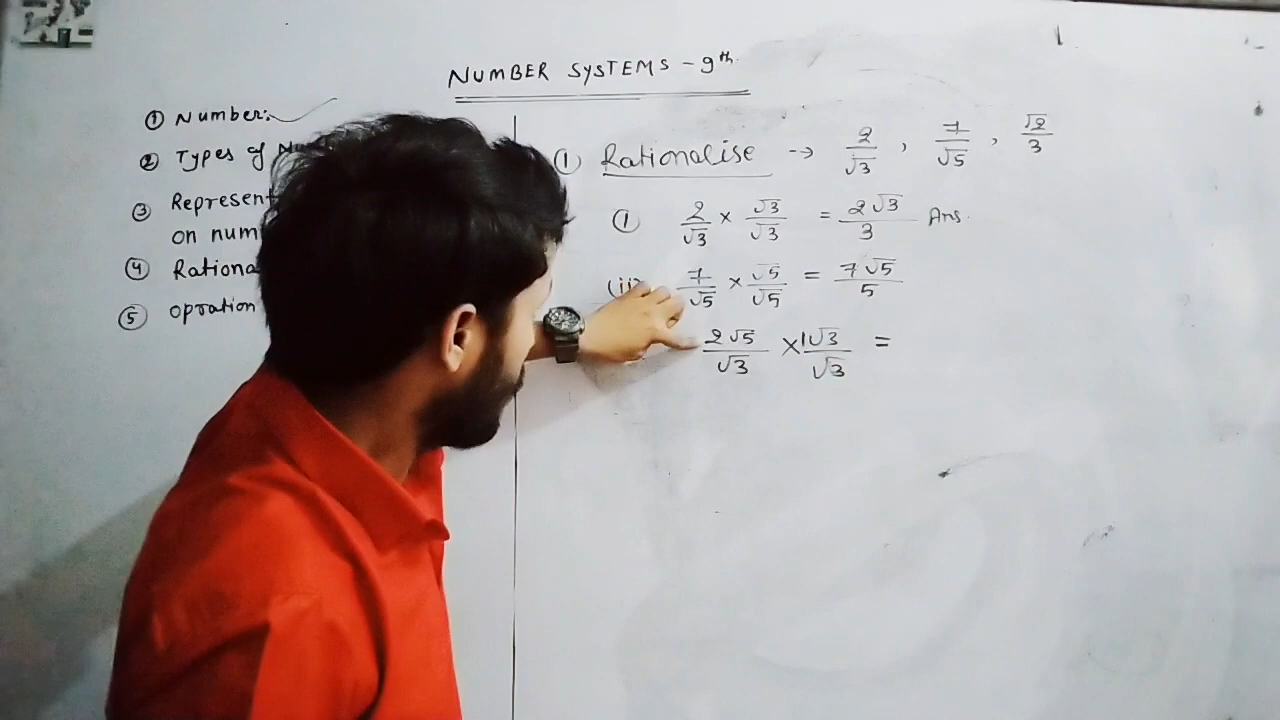 NUMBER SYSTEMS - 9th.
① Number:
② Types of
③ Represent
on num
④ Rationa
⑤ opration
① Rationalise → 2/√3 , 7/√5 , √2/3
① 2/√3 × √3/√3 = 2√3/3 Ans.
(ii) 7/√5 × √5/√5 = 7√5/5
2√5/√3 × 1√3/√3 =